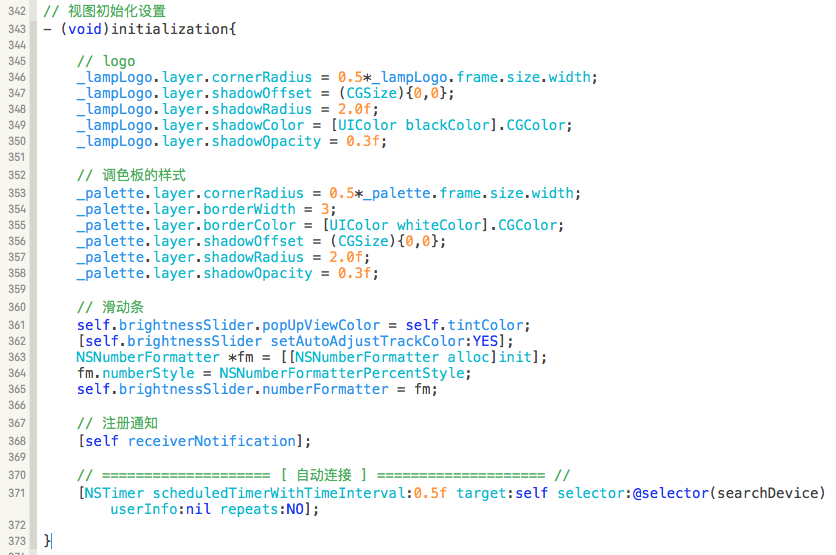 342 // 视图初始化设置
343 - (void)initialization{
344
345 // logo
346 _lampLogo.layer.cornerRadius = 0.5*_lampLogo.frame.size.width;
347 _lampLogo.layer.shadowOffset = (CGSize){0,0};
348 _lampLogo.layer.shadowRadius = 2.0f;
349 _lampLogo.layer.shadowColor = [UIColor blackColor].CGColor;
350 _lampLogo.layer.shadowOpacity = 0.3f;
351
352 // 调色板的样式
353 _palette.layer.cornerRadius = 0.5*_palette.frame.size.width;
354 _palette.layer.borderWidth = 3;
355 _palette.layer.borderColor = [UIColor whiteColor].CGColor;
356 _palette.layer.shadowOffset = (CGSize){0,0};
357 _palette.layer.shadowRadius = 2.0f;
358 _palette.layer.shadowOpacity = 0.3f;
359
360 // 滑动条
361 self.brightnessSlider.popUpViewColor = self.tintColor;
362 [self.brightnessSlider setAutoAdjustTrackColor:YES];
363 NSNumberFormatter *fm = [[NSNumberFormatter alloc]init];
364 fm.numberStyle = NSNumberFormatterPercentStyle;
365 self.brightnessSlider.numberFormatter = fm;
366
367 // 注册通知
368 [self receiverNotification];
369
370 // ==================== [ 自动连接 ] ==================== //
371 [NSTimer scheduledTimerWithTimeInterval:0.5f target:self selector:@selector(searchDevice)
userInfo:nil repeats:NO];
372
373 }